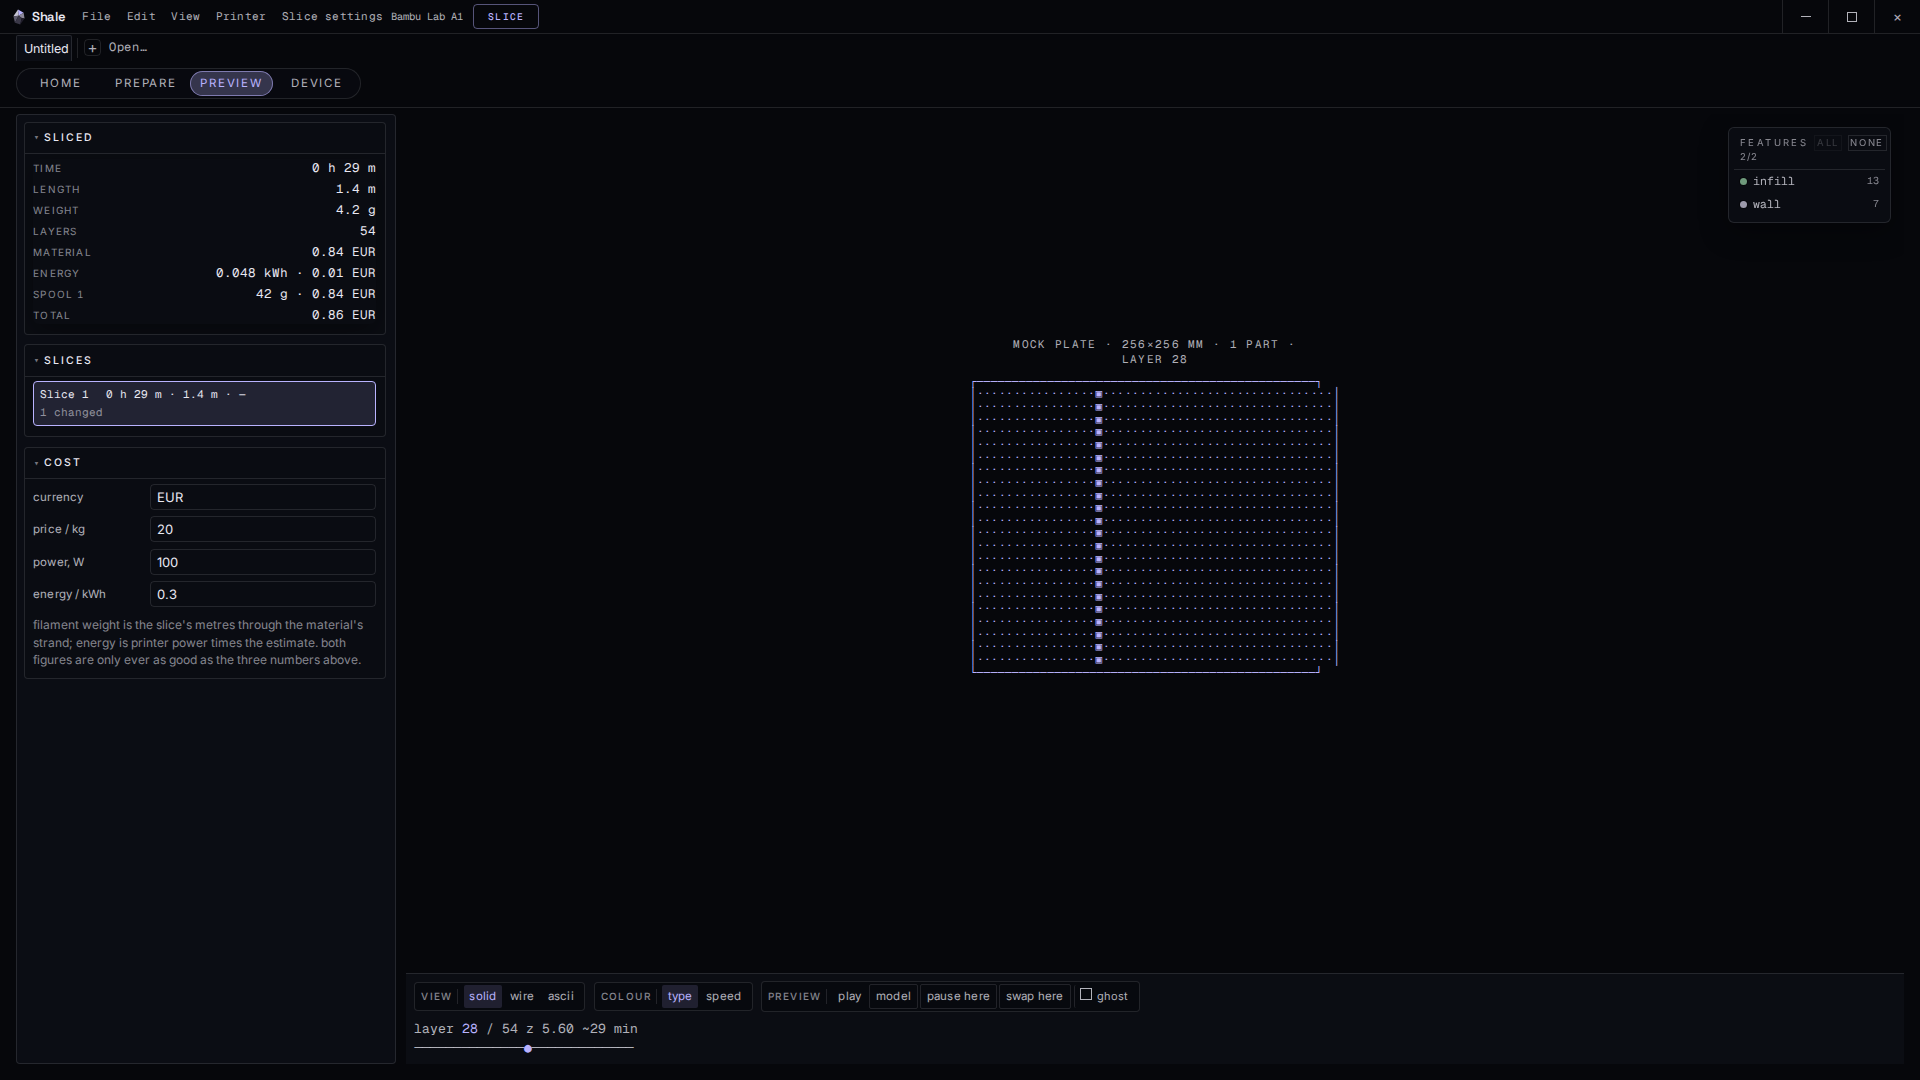 Shale File Edit View Printer Slice settings Bambu Lab A1 SLICE
Untitled + Open…
HOME PREPARE PREVIEW DEVICE
SLICED
TIME 0 h 29 m
LENGTH 1.4 m
WEIGHT 4.2 g
LAYERS 54
MATERIAL 0.84 EUR
ENERGY 0.048 kWh · 0.01 EUR
SPOOL 1 42 g · 0.84 EUR
TOTAL 0.86 EUR
SLICES
Slice 1 0 h 29 m · 1.4 m · —
1 changed
COST
currency EUR
price / kg 20
power, W 100
energy / kWh 0.3
filament weight is the slice's metres through the material's
strand; energy is printer power times the estimate. both
figures are only ever as good as the three numbers above.
MOCK PLATE · 256×256 MM · 1 PART ·
LAYER 28
FEATURES ALL NONE
2/2
infill 13
wall 7
VIEW solid wire ascii COLOUR type speed PREVIEW play model pause here swap here ghost
layer 28 / 54 z 5.60 ~29 min